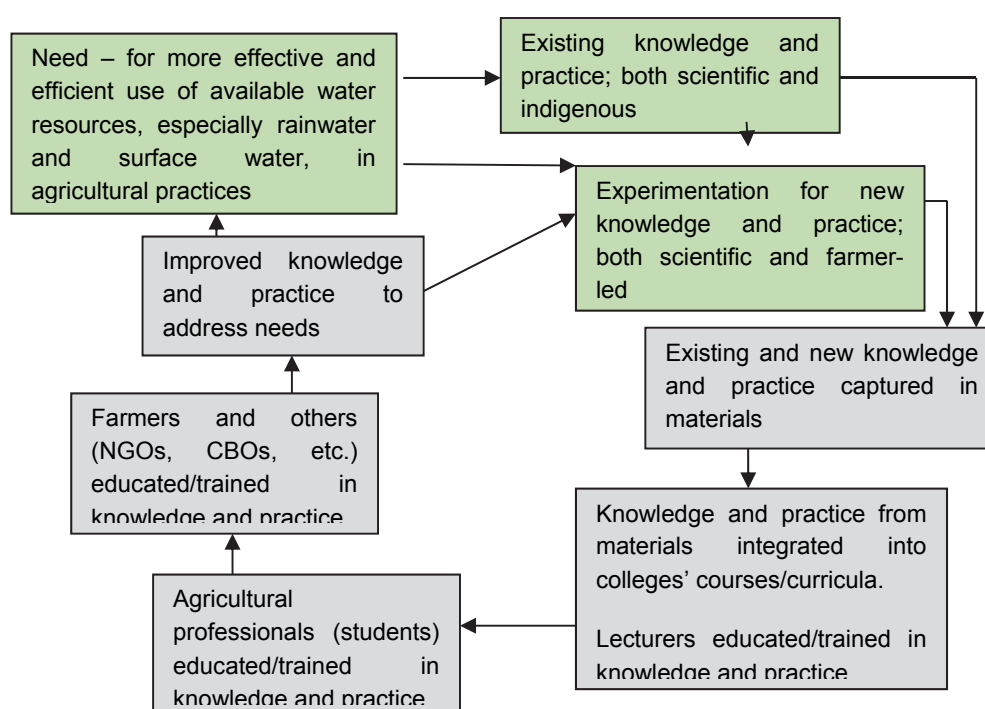 Need – for more effective and
efficient use of available water
resources, especially rainwater
and surface water, in
agricultural practices
Existing knowledge and
practice; both scientific and
indigenous
Experimentation for new
knowledge and practice;
both scientific and farmer-
led
Improved knowledge
and practice to
address needs
Existing and new knowledge
and practice captured in
materials
Farmers and others
(NGOs, CBOs, etc.)
educated/trained in
knowledge and practice
Knowledge and practice from
materials integrated into
colleges’ courses/curricula.
Lecturers educated/trained in
knowledge and practice
Agricultural
professionals (students)
educated/trained in
knowledge and practice